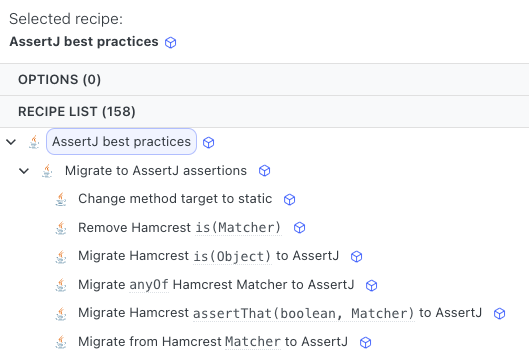 Selected recipe:
AssertJ best practices
OPTIONS (0)
RECIPE LIST (158)
AssertJ best practices
Migrate to AssertJ assertions
Change method target to static
Remove Hamcrest is(Matcher)
Migrate Hamcrest is(Object) to AssertJ
Migrate anyOf Hamcrest Matcher to AssertJ
Migrate Hamcrest assertThat(boolean, Matcher) to AssertJ
Migrate from Hamcrest Matcher to AssertJ